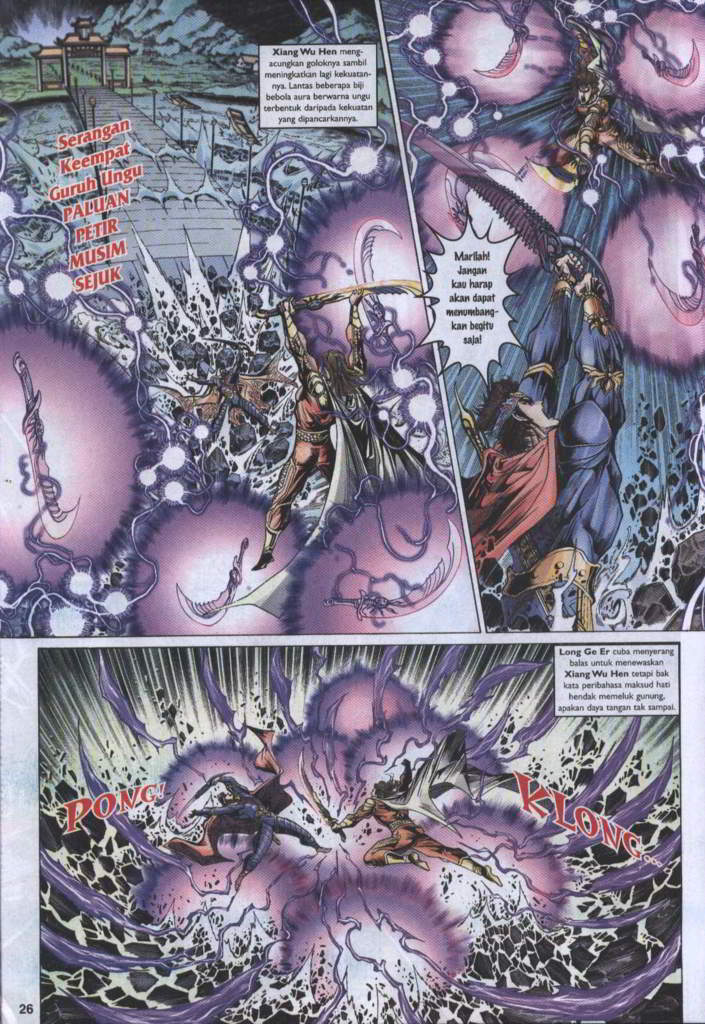 Xiang Wu Hen meng-
acungkan goloknya sambil
meningkatkan lagi kekuatan-
nya. Lantas beberapa biji
bebola aura berwarna ungu
terbentuk daripada kekuatan
yang dipancarkannya.
Serangan
Keempat
Guruh Ungu
PALUAN
PETIR
MUSIM
SEJUK
Marilah!
Jangan
kau harap
akan dapat
menumbang-
kan begitu
saja!
Long Ge Er cuba menyerang
balas untuk menewaskan
Xiang Wu Hen tetapi bak
kata peribahasa maksud hati
hendak memeluk gunung,
apakan daya tangan tak sampai.
PONG!
KLONG...
26